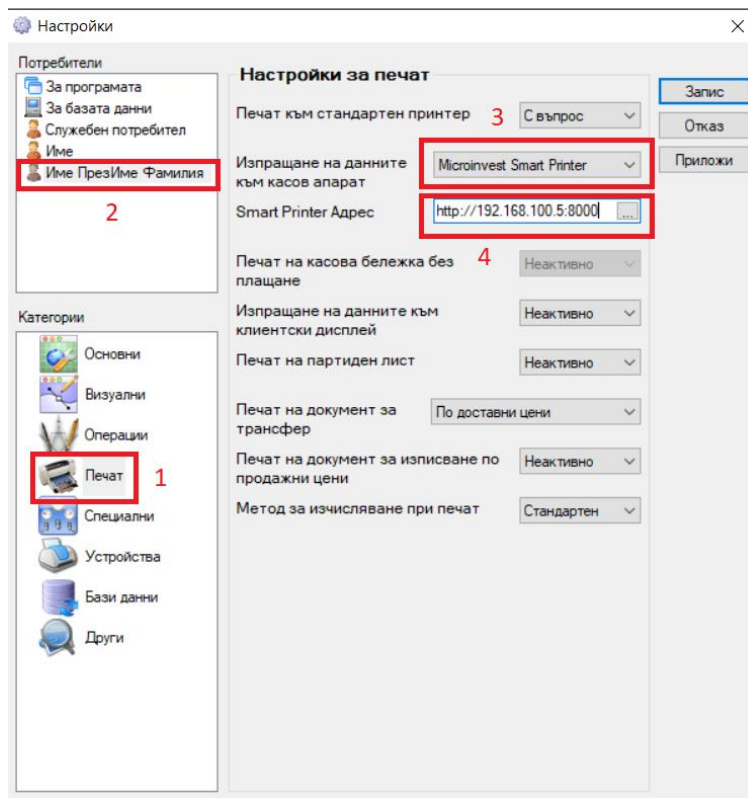 Настройки
Потребители
За програмата
За базата данни
Служебен потребител
Име
Име ПрезИме Фамилия
2
Категории
Основни
Визуални
Операции
Печат
1
Специални
Устройства
Бази данни
Други
Настройки за печат
Печат към стандартен принтер
3
С въпрос
Изпращане на данните
към касов апарат
Microinvest Smart Printer
Smart Printer Адрес
http://192.168.100.5:8000
...
4
Печат на касова бележка без
плащане
Неактивно
Изпращане на данните към
клиентски дисплей
Неактивно
Печат на партиден лист
Неактивно
Печат на документ за
трансфер
По доставни цени
Печат на документ за изписване по
продажни цени
Неактивно
Метод за изчисляване при печат
Стандартен
Запис
Отказ
Приложи